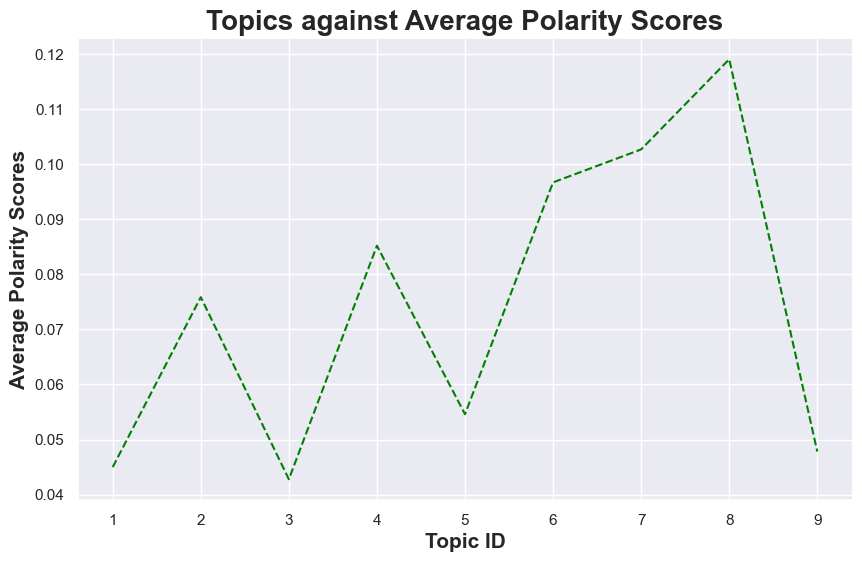 Topics against Average Polarity Scores
0.12
0.11
0.10
0.09
0.08
0.07
0.06
0.05
0.04
Average Polarity Scores
1 2 3 4 5 6 7 8 9
Topic ID